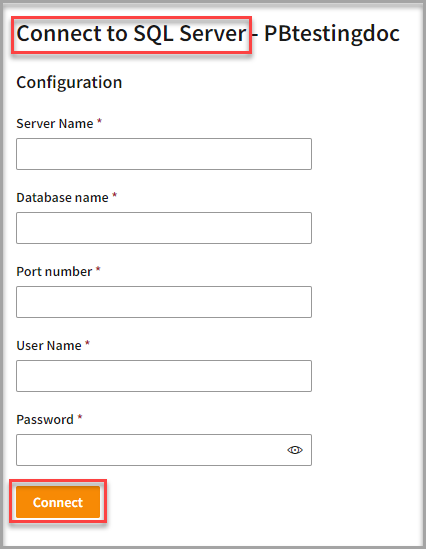 Connect to SQL Server - PBtestingdoc
Configuration
Server Name *
Database name *
Port number *
User Name *
Password *
Connect